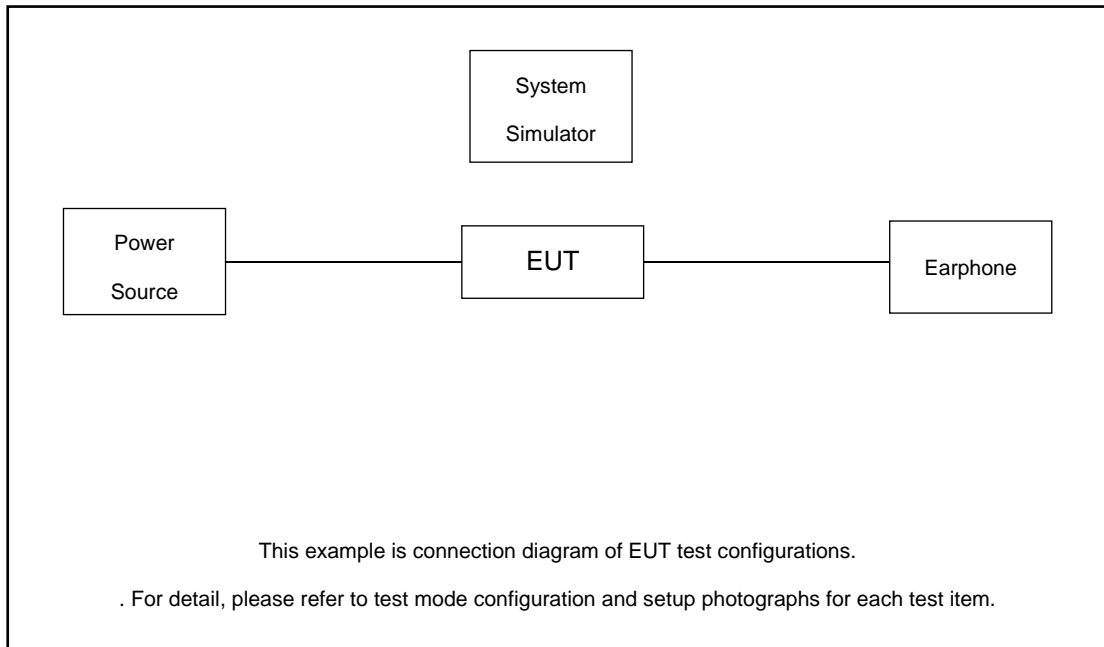 System
Simulator
Power
Source
EUT
Earphone
This example is connection diagram of EUT test configurations.
. For detail, please refer to test mode configuration and setup photographs for each test item.